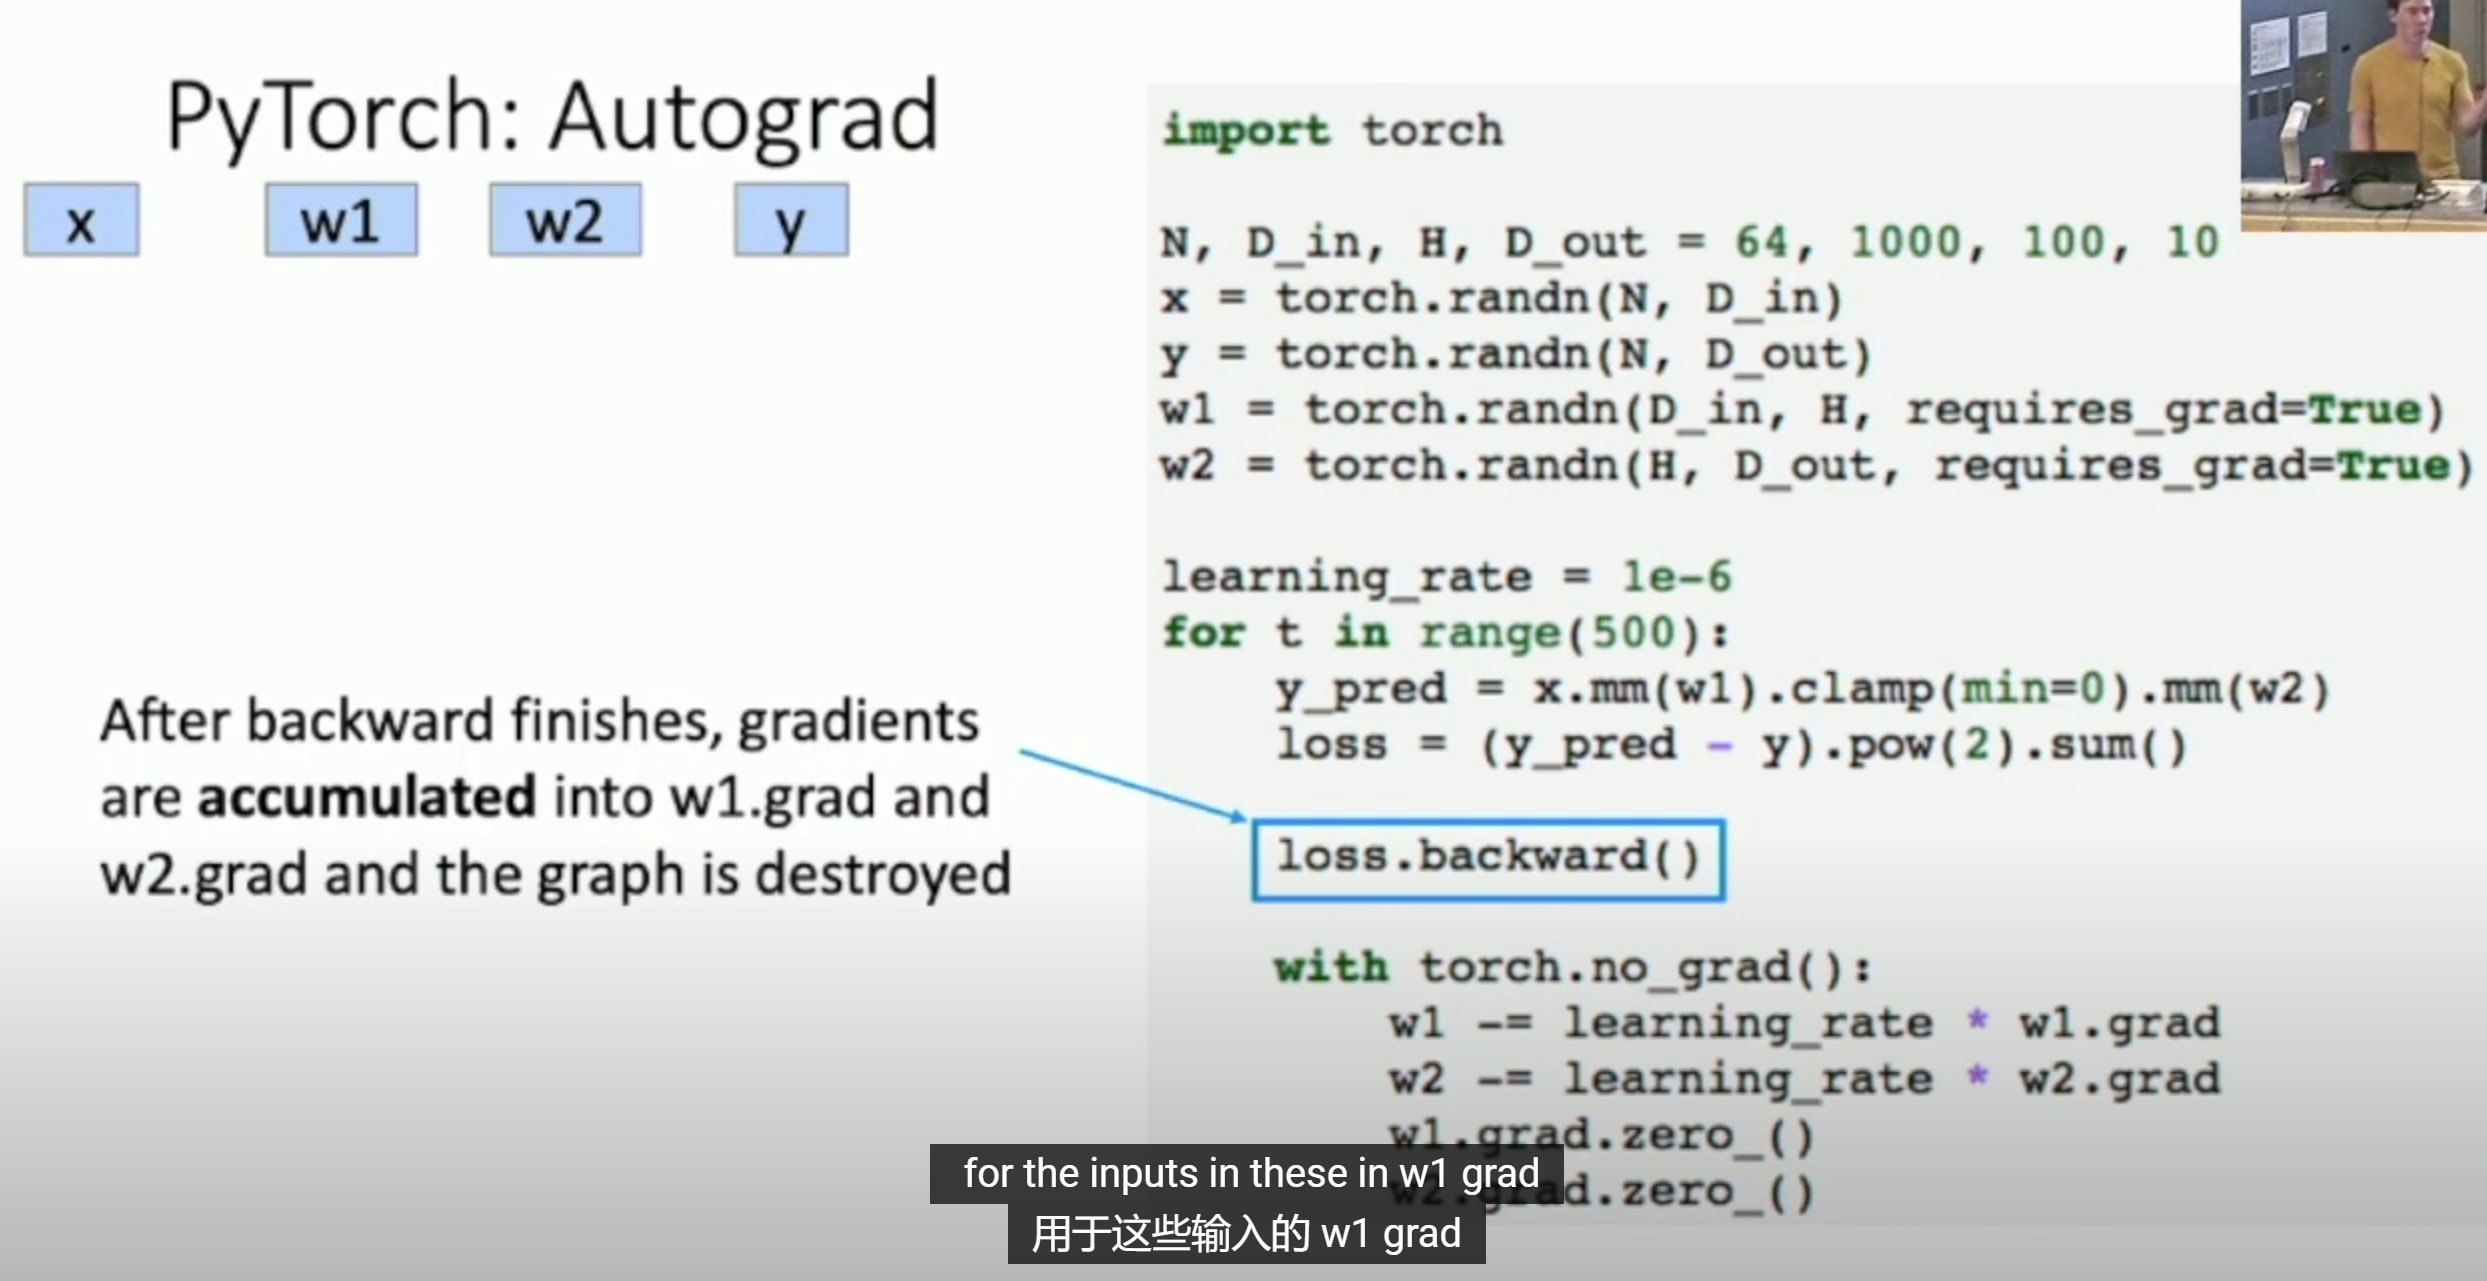 PyTorch: Autograd
x
w1
w2
y
After backward finishes, gradients
are accumulated into w1.grad and
w2.grad and the graph is destroyed
import torch
N, D_in, H, D_out = 64, 1000, 100, 10
x = torch.randn(N, D_in)
y = torch.randn(N, D_out)
w1 = torch.randn(D_in, H, requires_grad=True)
w2 = torch.randn(H, D_out, requires_grad=True)
learning_rate = 1e-6
for t in range(500):
y_pred = x.mm(w1).clamp(min=0).mm(w2)
loss = (y_pred - y).pow(2).sum()
loss.backward()
with torch.no_grad():
w1 -= learning_rate * w1.grad
w2 -= learning_rate * w2.grad
w1.grad.zero_()
w2.grad.zero_()
for the inputs in these in w1 grad
用于这些输入的 w1 grad